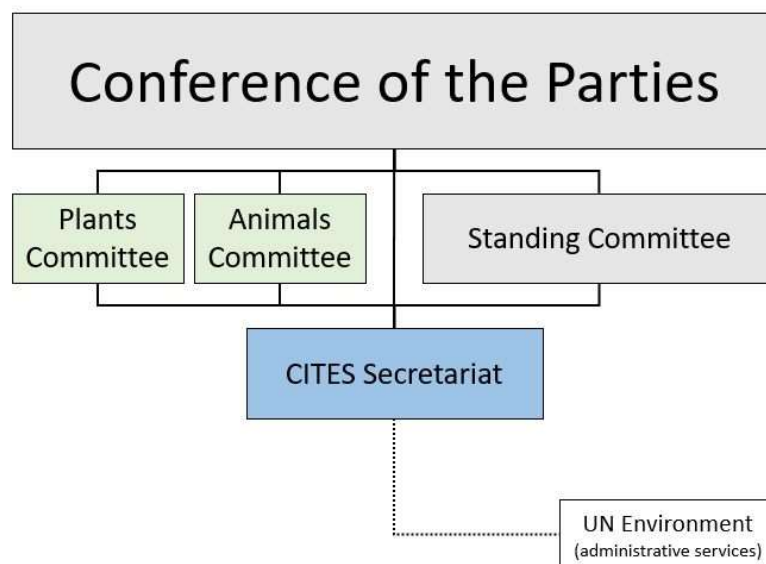 Conference of the Parties
Plants
Committee
Animals
Committee
Standing Committee
CITES Secretariat
UN Environment
(administrative services)